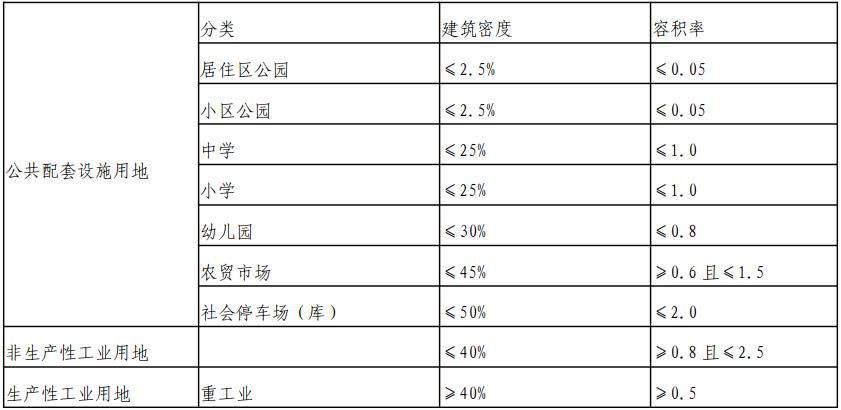 分类 建筑密度 容积率
居住区公园 ≤2.5% ≤0.05
小区公园 ≤2.5% ≤0.05
中学 ≤25% ≤1.0
公共配套设施用地
小学 ≤25% ≤1.0
幼儿园 ≤30% ≤0.8
农贸市场 ≤45% ≥0.6 且≤1.5
社会停车场（库） ≤50% ≤2.0
非生产性工业用地 ≤40% ≥0.8 且≤2.5
生产性工业用地 重工业 ≥40% ≥0.5